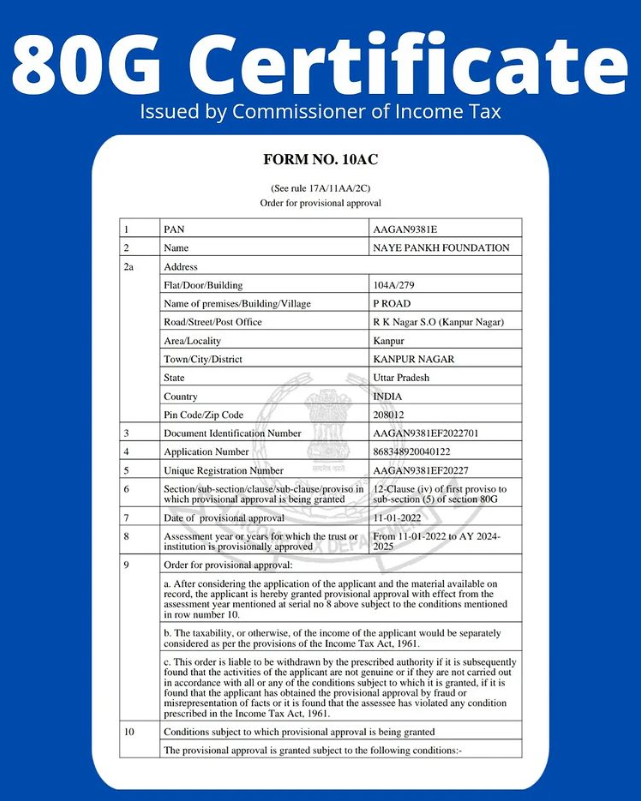 80G Certificate
Issued by Commissioner of Income Tax
FORM NO. 10AC
(See rule 17A/11AA/2C)
Order for provisional approval
1 PAN AAGAN9381E
2 Name NAYE PANKH FOUNDATION
2a Address
Flat/Door/Building 104A/279
Name of premises/Building/Village P ROAD
Road/Street/Post Office R K Nagar S.O (Kanpur Nagar)
Area/Locality Kanpur
Town/City/District KANPUR NAGAR
State Uttar Pradesh
Country INDIA
Pin Code/Zip Code 208012
3 Document Identification Number AAGAN9381EF2022701
4 Application Number 868348920040122
5 Unique Registration Number AAGAN9381EF20227
6 Section/sub-section/clause/sub-clause/proviso in 12-Clause (iv) of first proviso to
which provisional approval is being granted sub-section (5) of section 80G
7 Date of provisional approval 11-01-2022
8 Assessment year or years for which the trust or From 11-01-2022 to AY 2024-
institution is provisionally approved 2025
9 Order for provisional approval:
a. After considering the application of the applicant and the material available on
record, the applicant is hereby granted provisional approval with effect from the
assessment year mentioned at serial no 8 above subject to the conditions mentioned
in row number 10.
b. The taxability, or otherwise, of the income of the applicant would be separately
considered as per the provisions of the Income Tax Act, 1961.
c. This order is liable to be withdrawn by the prescribed authority if it is subsequently
found that the activities of the applicant are not genuine or if they are not carried out
in accordance with all or any of the conditions subject to which it is granted, if it is
found that the applicant has obtained the provisional approval by fraud or
misrepresentation of facts or it is found that the assessee has violated any condition
prescribed in the Income Tax Act, 1961.
10 Conditions subject to which provisional approval is being granted
The provisional approval is granted subject to the following conditions:-
सत्यमेव जयते
INCOME TAX DEPARTMENT